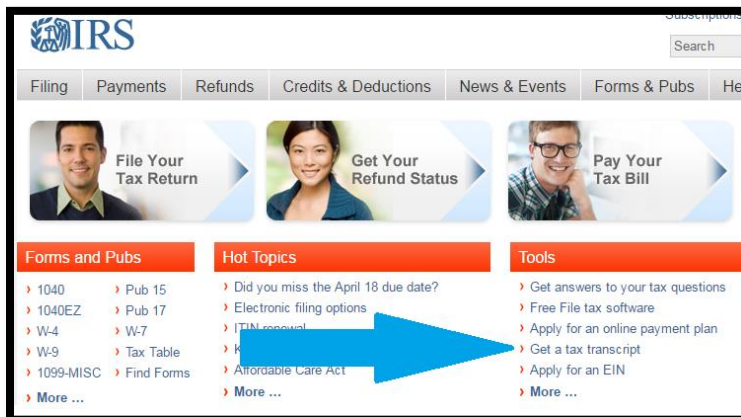 Subscriptions
IRS
Search
Filing Payments Refunds Credits & Deductions News & Events Forms & Pubs He
File Your
Tax Return
Get Your
Refund Status
Pay Your
Tax Bill
Forms and Pubs
1040
1040EZ
W-4
W-9
1099-MISC
More ...
Pub 15
Pub 17
W-7
Tax Table
Find Forms
Hot Topics
Did you miss the April 18 due date?
Electronic filing options
ITIN renewal
K
Affordable Care Act
More ...
Tools
Get answers to your tax questions
Free File tax software
Apply for an online payment plan
Get a tax transcript
Apply for an EIN
More ...